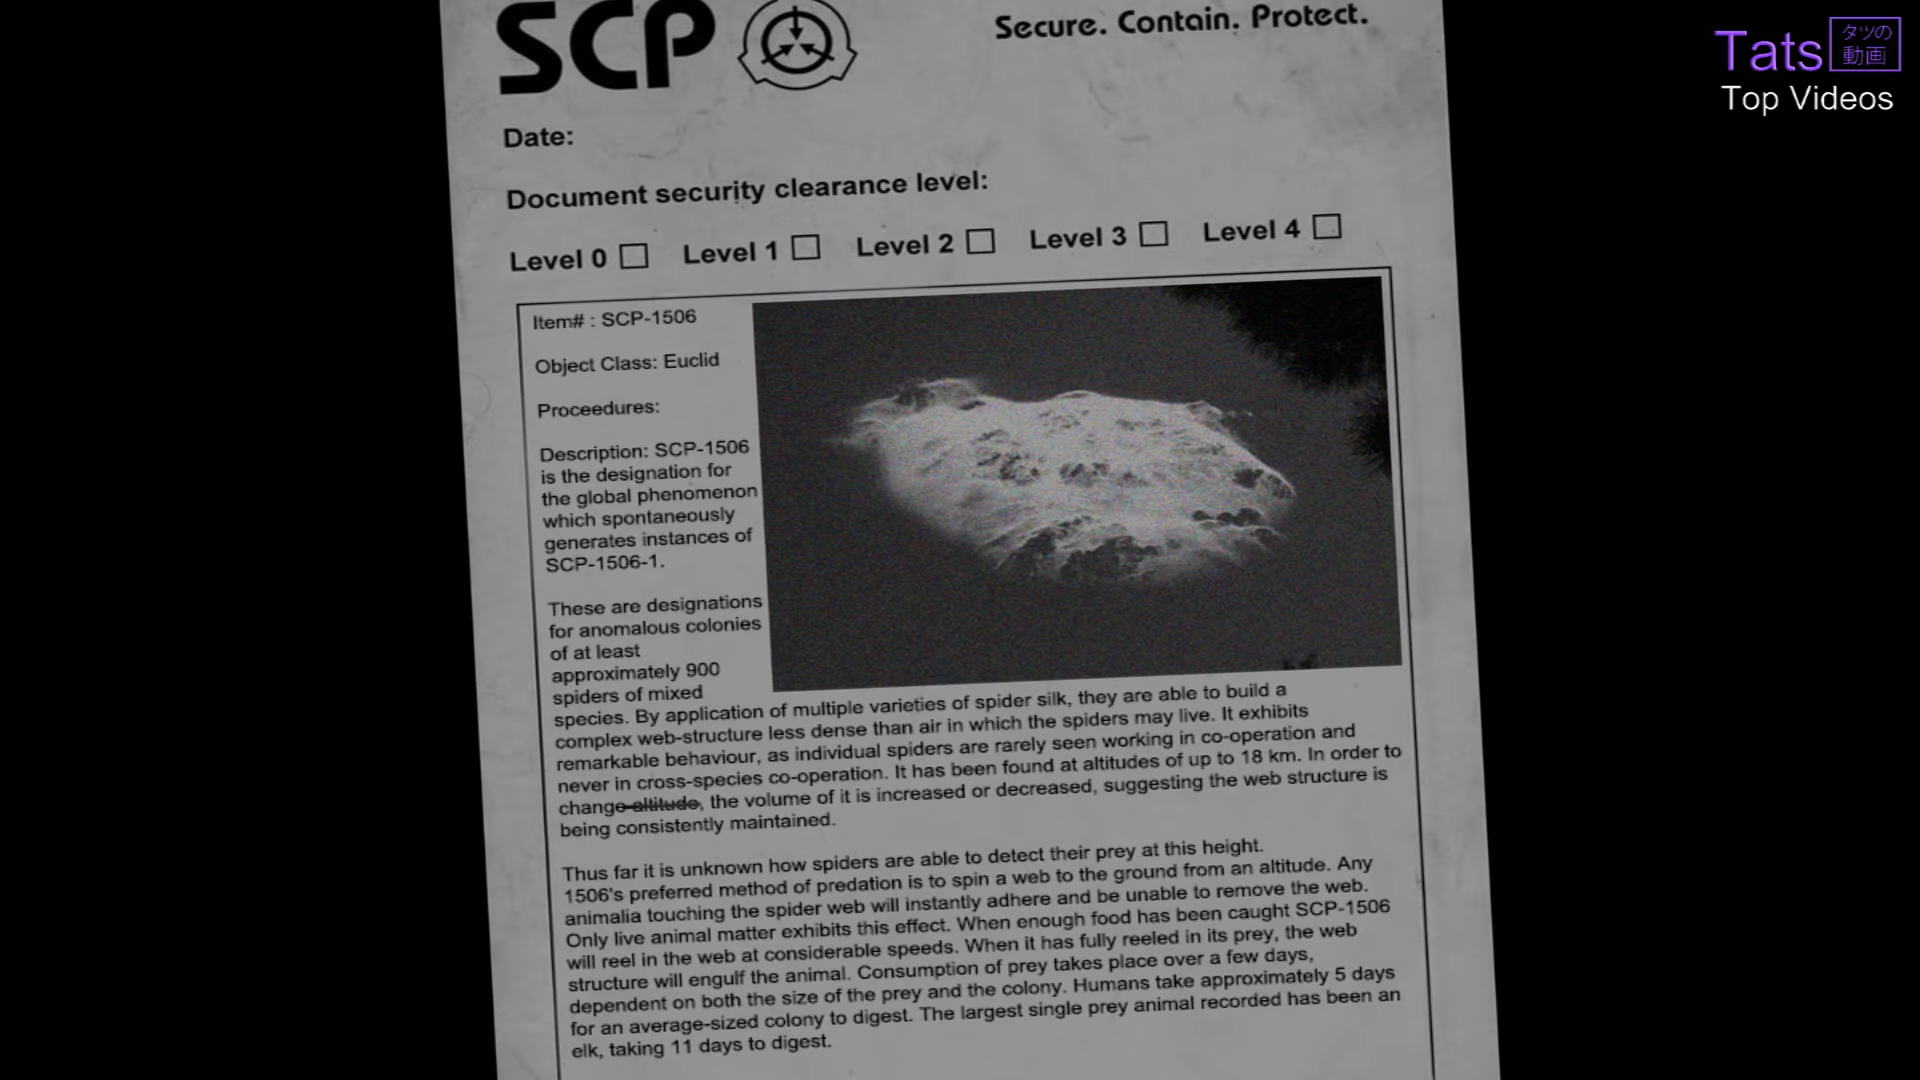 SCP
Secure. Contain. Protect.
Tats
タツの
動画
Top Videos
Date:
Document security clearance level:
Level 0 Level 1 Level 2 Level 3 Level 4
Item# : SCP-1506
Object Class: Euclid
Proceedures:
Description: SCP-1506
is the designation for
the global phenomenon
which spontaneously
generates instances of
SCP-1506-1.
These are designations
for anomalous colonies
of at least
approximately 900
spiders of mixed
species. By application of multiple varieties of spider silk, they are able to build a
complex web-structure less dense than air in which the spiders may live. It exhibits
remarkable behaviour, as individual spiders are rarely seen working in co-operation and
never in cross-species co-operation. It has been found at altitudes of up to 18 km. In order to
change altitude, the volume of it is increased or decreased, suggesting the web structure is
being consistently maintained.
Thus far it is unknown how spiders are able to detect their prey at this height.
1506's preferred method of predation is to spin a web to the ground from an altitude. Any
animalia touching the spider web will instantly adhere and be unable to remove the web.
Only live animal matter exhibits this effect. When enough food has been caught SCP-1506
will reel in the web at considerable speeds. When it has fully reeled in its prey, the web
structure will engulf the animal. Consumption of prey takes place over a few days,
dependent on both the size of the prey and the colony. Humans take approximately 5 days
for an average-sized colony to digest. The largest single prey animal recorded has been an
elk, taking 11 days to digest.